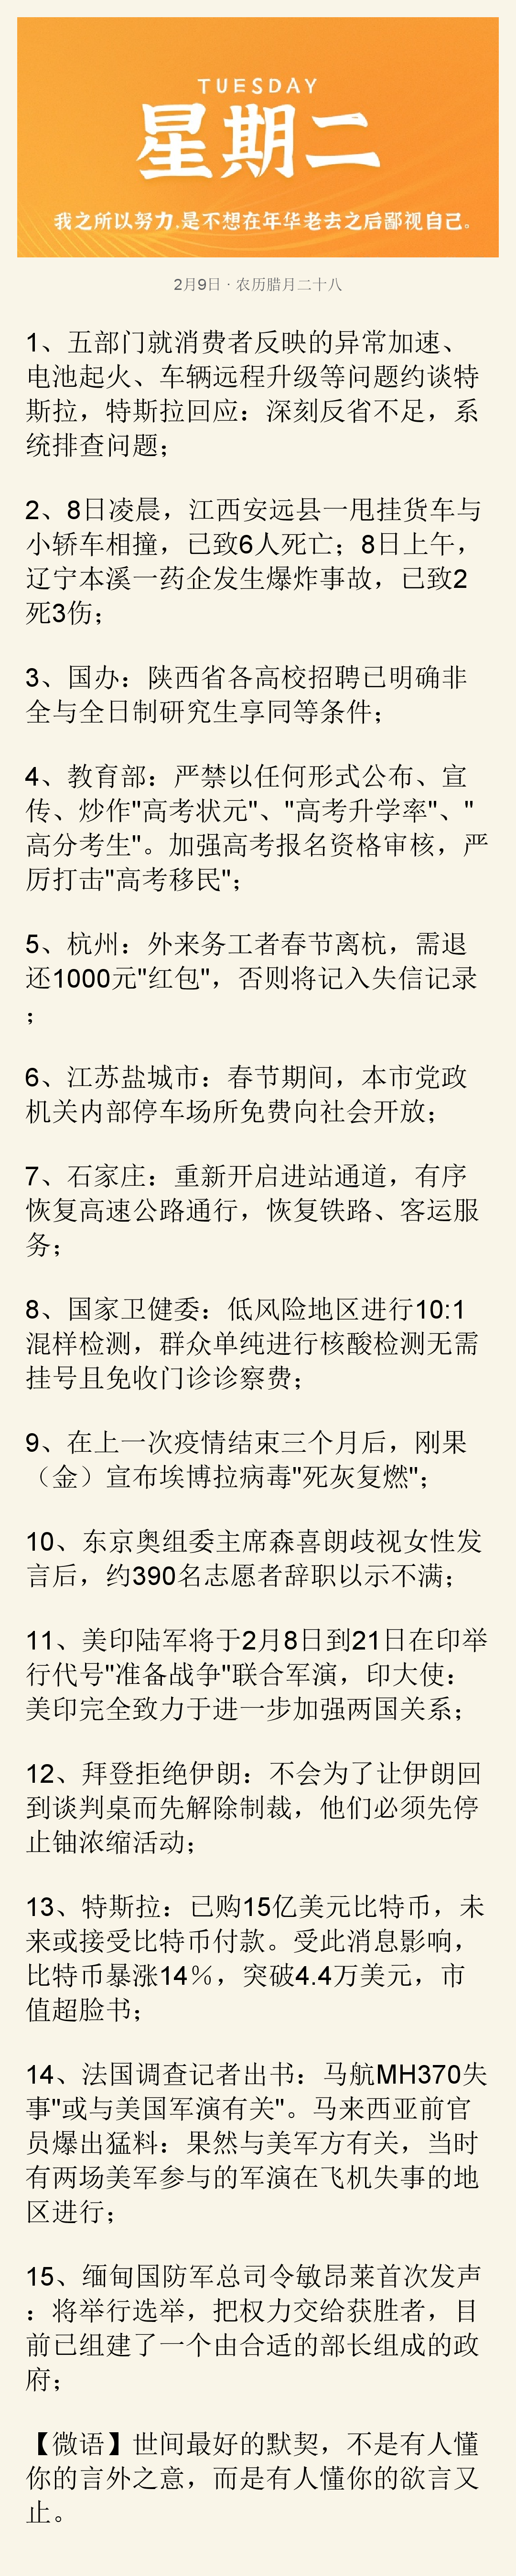 TUESDAY
星期二
我之所以努力,是不想在年华老去之后鄙视自己。
2月9日 · 农历腊月二十八
1、五部门就消费者反映的异常加速、
电池起火、车辆远程升级等问题约谈特
斯拉，特斯拉回应：深刻反省不足，系
统排查问题；
2、8日凌晨，江西安远县一甩挂货车与
小轿车相撞，已致6人死亡；8日上午，
辽宁本溪一药企发生爆炸事故，已致2
死3伤；
3、国办：陕西省各高校招聘已明确非
全与全日制研究生享同等条件；
4、教育部：严禁以任何形式公布、宣
传、炒作"高考状元"、"高考升学率"、"
高分考生"。加强高考报名资格审核，严
厉打击"高考移民"；
5、杭州：外来务工者春节离杭，需退
还1000元"红包"，否则将记入失信记录
；
6、江苏盐城市：春节期间，本市党政
机关内部停车场所免费向社会开放；
7、石家庄：重新开启进站通道，有序
恢复高速公路通行，恢复铁路、客运服
务；
8、国家卫健委：低风险地区进行10:1
混样检测，群众单纯进行核酸检测无需
挂号且免收门诊诊察费；
9、在上一次疫情结束三个月后，刚果
（金）宣布埃博拉病毒"死灰复燃"；
10、东京奥组委主席森喜朗歧视女性发
言后，约390名志愿者辞职以示不满；
11、美印陆军将于2月8日到21日在印举
行代号"准备战争"联合军演，印大使：
美印完全致力于进一步加强两国关系；
12、拜登拒绝伊朗：不会为了让伊朗回
到谈判桌而先解除制裁，他们必须先停
止铀浓缩活动；
13、特斯拉：已购15亿美元比特币，未
来或接受比特币付款。受此消息影响，
比特币暴涨14%，突破4.4万美元，市
值超脸书；
14、法国调查记者出书：马航MH370失
事"或与美国军演有关"。马来西亚前官
员爆出猛料：果然与美军方有关，当时
有两场美军参与的军演在飞机失事的地
区进行；
15、缅甸国防军总司令敏昂莱首次发声
：将举行选举，把权力交给获胜者，目
前已组建了一个由合适的部长组成的政
府；
【微语】世间最好的默契，不是有人懂
你的言外之意，而是有人懂你的欲言又
止。